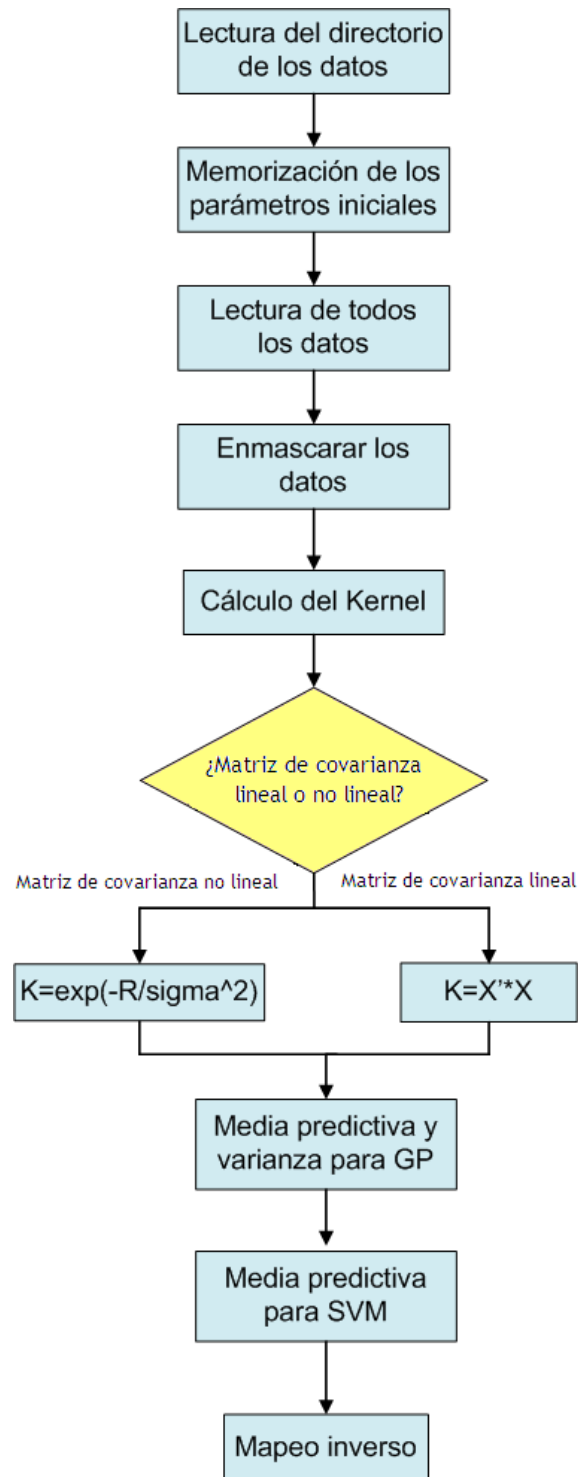 Lectura del directorio
de los datos
Memorización de los
parámetros iniciales
Lectura de todos
los datos
Enmascarar los
datos
Cálculo del Kernel
¿Matriz de covarianza
lineal o no lineal?
Matriz de covarianza no lineal
Matriz de covarianza lineal
K=exp(-R/sigma^2)
K=X'*X
Media predictiva y
varianza para GP
Media predictiva
para SVM
Mapeo inverso